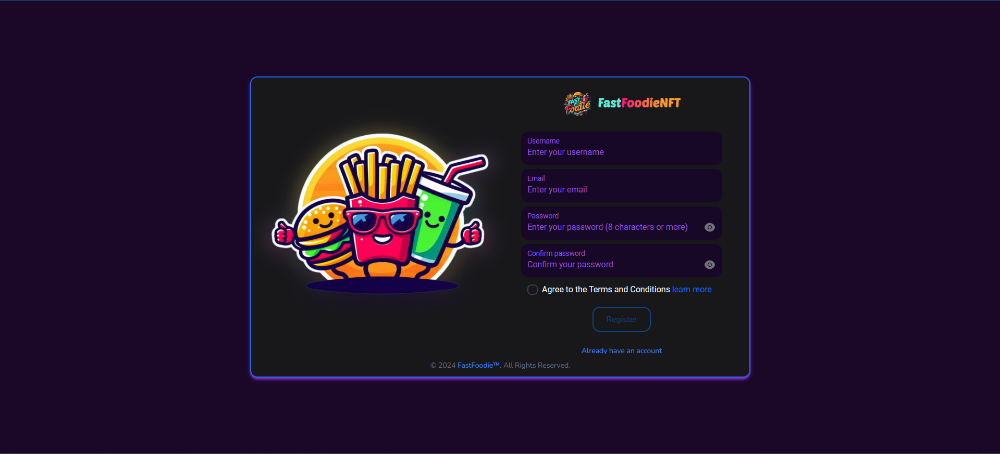 FAST
Foodie
FastFoodieNFT
Username
Enter your username
Email
Enter your email
Password
Enter your password (8 characters or more)
Confirm password
Confirm your password
Agree to the Terms and Conditions learn more
Register
Already have an account
© 2024 FastFoodie™. All Rights Reserved.